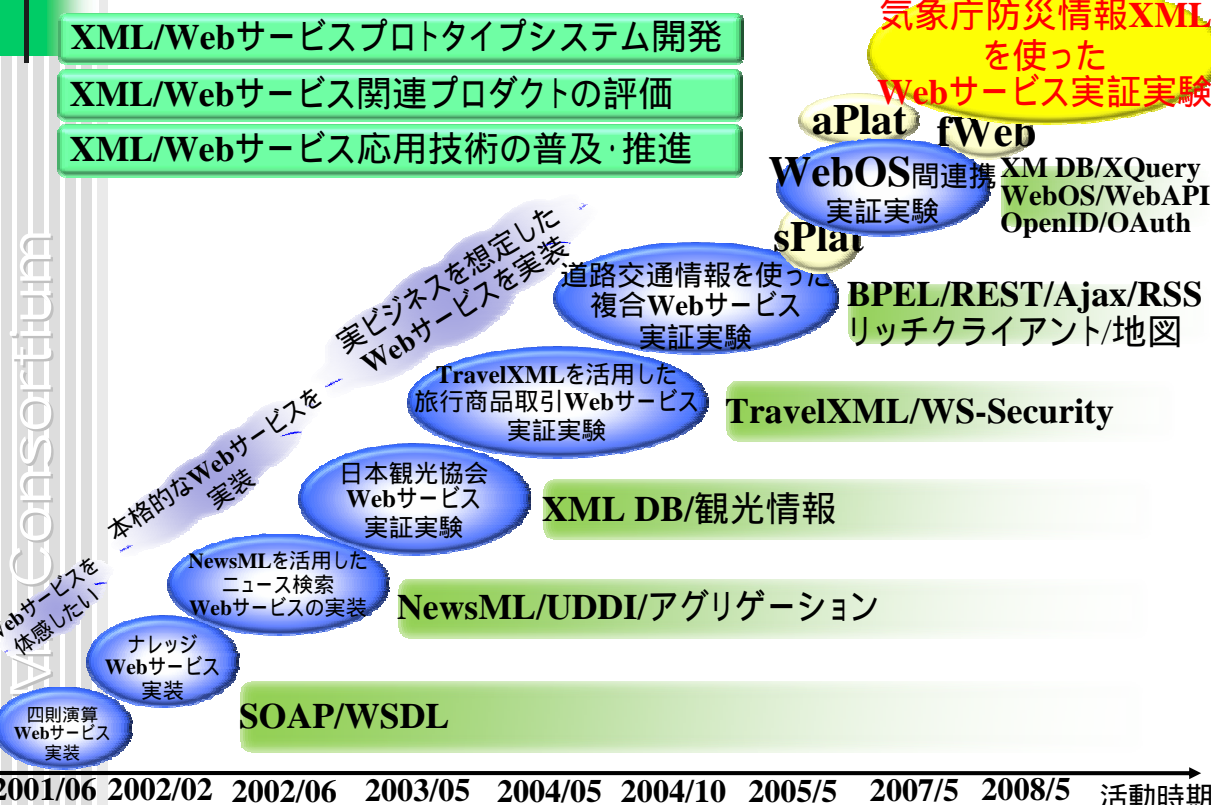 XML/Webサービスプロトタイプシステム開発
XML/Webサービス関連プロダクトの評価
XML/Webサービス応用技術の普及・推進
気象庁防災情報XML
を使った
Webサービス実証実験
aPlat
fWeb
WebOS間連携
実証実験
XM DB/XQuery
WebOS/WebAPI
OpenID/OAuth
sPlat
実ビジネスを想定した
Webサービスを実装
道路交通情報を使った
複合Webサービス
実証実験
BPEL/REST/Ajax/RSS
リッチクライアント/地図
TravelXMLを活用した
旅行商品取引Webサービス
実証実験
TravelXML/WS-Security
本格的なWebサービスを
実装
日本観光協会
Webサービス
実証実験
XML DB/観光情報
NewsMLを活用した
ニュース検索
Webサービスの実装
NewsML/UDDI/アグリゲーション
Webサービスを
体感したい
ナレッジ
Webサービス
実装
四則演算
Webサービス
実装
SOAP/WSDL
Consortium
2001/06 2002/02 2002/06 2003/05 2004/05 2004/10 2005/5 2007/5 2008/5 活動時期